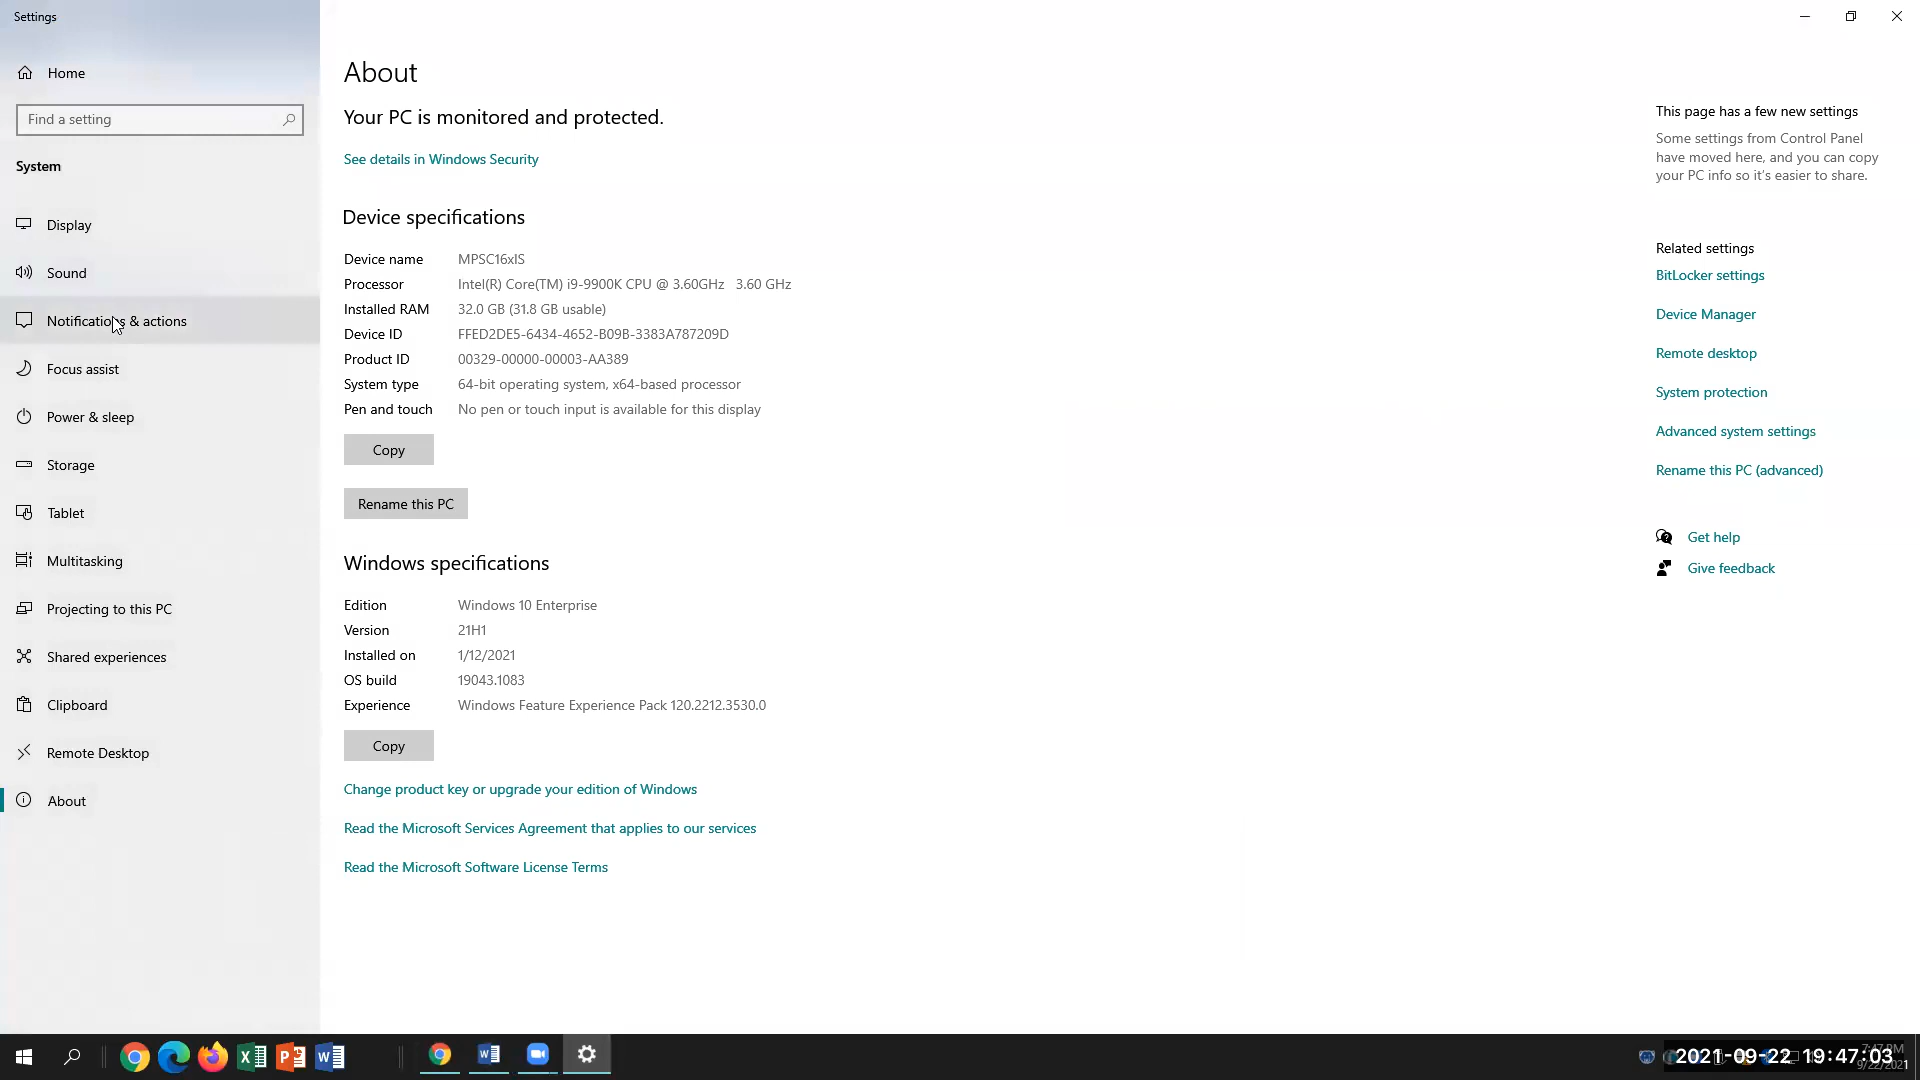 Settings
Home
Find a setting
System
Display
Sound
Notifications & actions
Focus assist
Power & sleep
Storage
Tablet
Multitasking
Projecting to this PC
Shared experiences
Clipboard
Remote Desktop
About
About
Your PC is monitored and protected.
See details in Windows Security
Device specifications
Device name MPSC16xIS
Processor Intel(R) Core(TM) i9-9900K CPU @ 3.60GHz 3.60 GHz
Installed RAM 32.0 GB (31.8 GB usable)
Device ID FFED2DE5-6434-4652-B09B-3383A787209D
Product ID 00329-00000-00003-AA389
System type 64-bit operating system, x64-based processor
Pen and touch No pen or touch input is available for this display
Copy
Rename this PC
Windows specifications
Edition Windows 10 Enterprise
Version 21H1
Installed on 1/12/2021
OS build 19043.1083
Experience Windows Feature Experience Pack 120.2212.3530.0
Copy
Change product key or upgrade your edition of Windows
Read the Microsoft Services Agreement that applies to our services
Read the Microsoft Software License Terms
This page has a few new settings
Some settings from Control Panel
have moved here, and you can copy
your PC info so it's easier to share.
Related settings
BitLocker settings
Device Manager
Remote desktop
System protection
Advanced system settings
Rename this PC (advanced)
Get help
Give feedback
7:47 PM
2021-09-22 19:47:03
9/22/2021